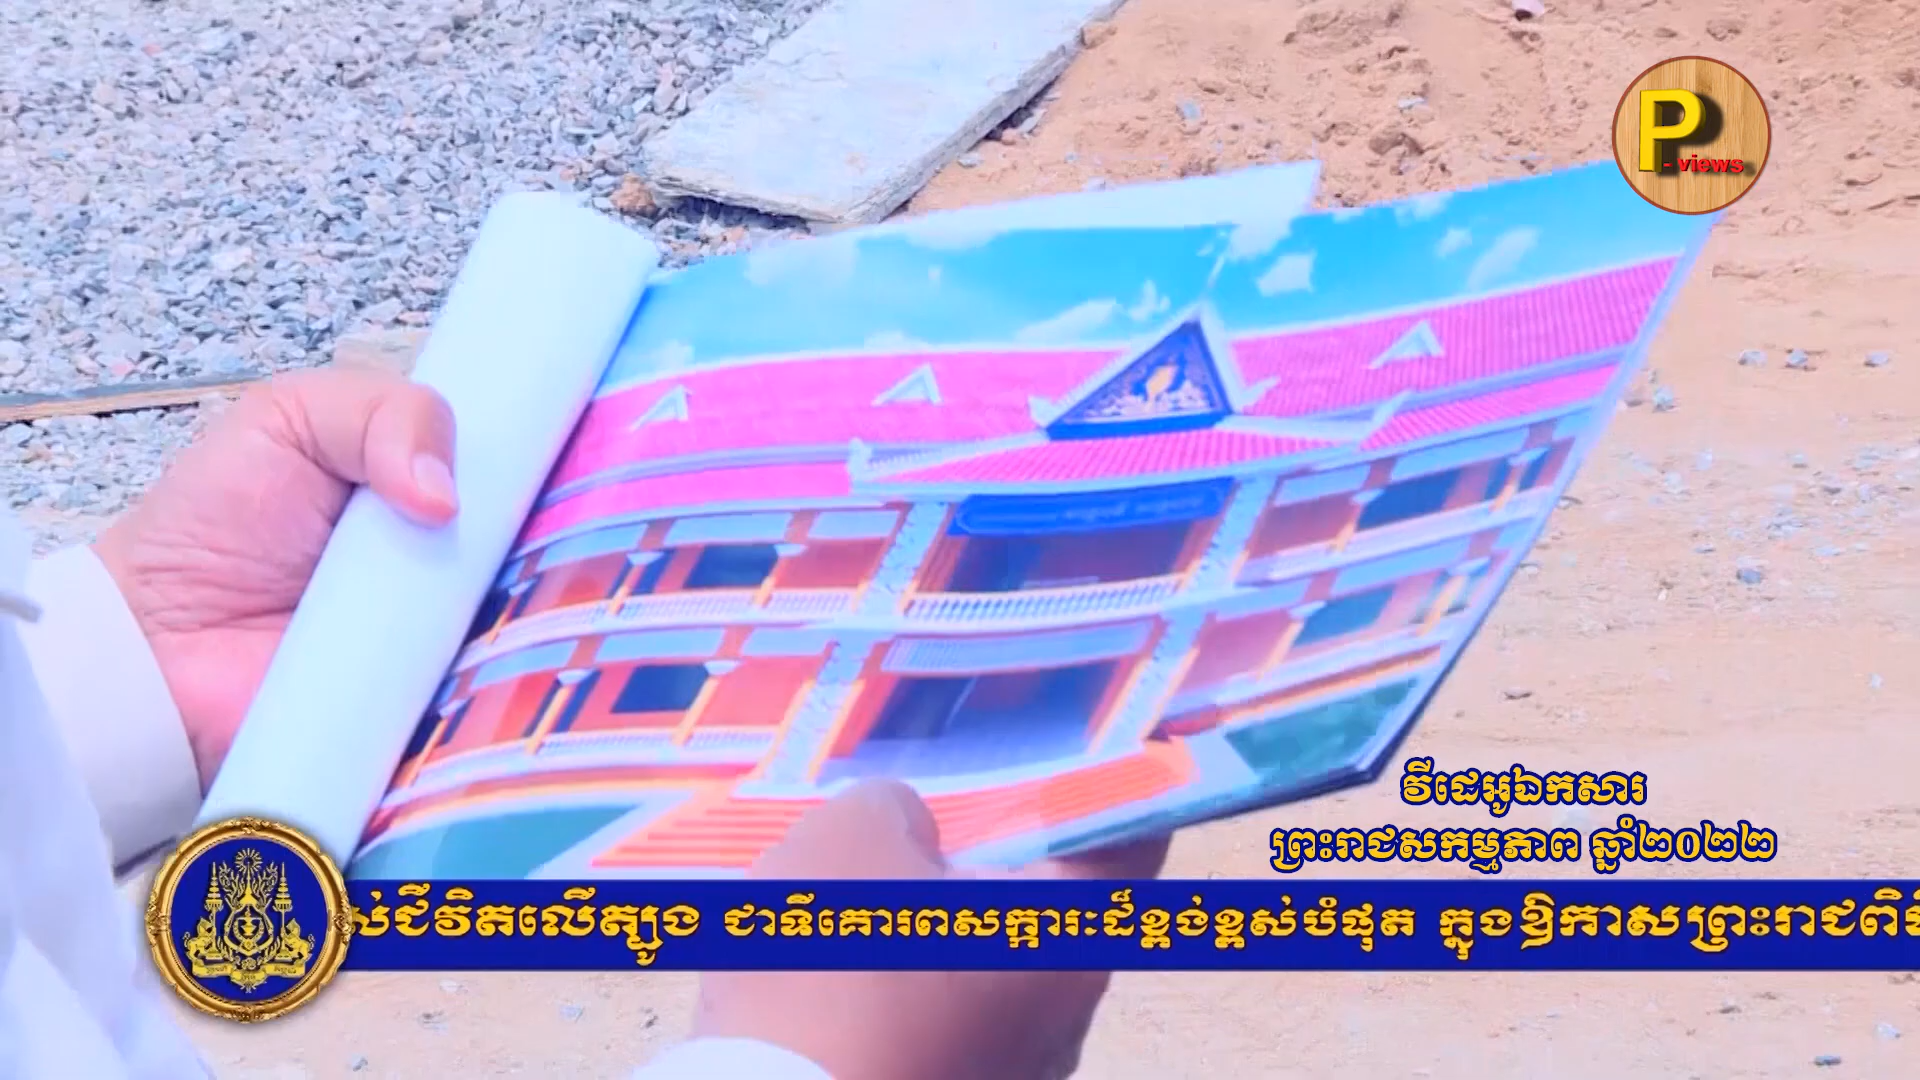 P
- views
វីដេអូឯកសារ
ព្រះរាជសកម្មភាព ឆ្នាំ២០២២
ស់ជីវិតលើត្បូង ជាទីគោរពសក្ការៈដ៏ខ្ពង់ខ្ពស់បំផុត ក្នុងឱកាសព្រះរាជពិធី